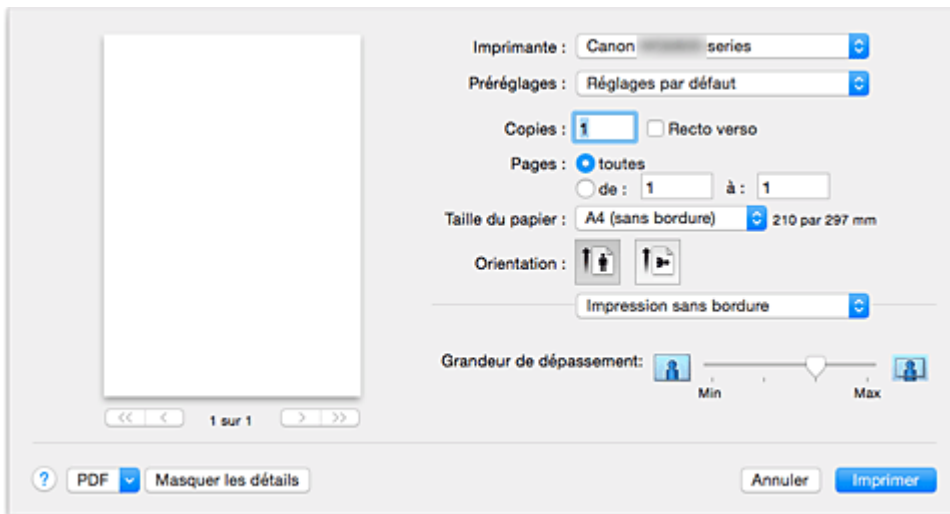 Imprimante : Canon series
Préréglages : Réglages par défaut
Copies : 1 Recto verso
Pages : toutes
de : 1 à : 1
Taille du papier : A4 (sans bordure) 210 par 297 mm
Orientation :
Impression sans bordure
Grandeur de dépassement:
Min Max
<< < 1 sur 1 > >>
? PDF Masquer les détails Annuler Imprimer